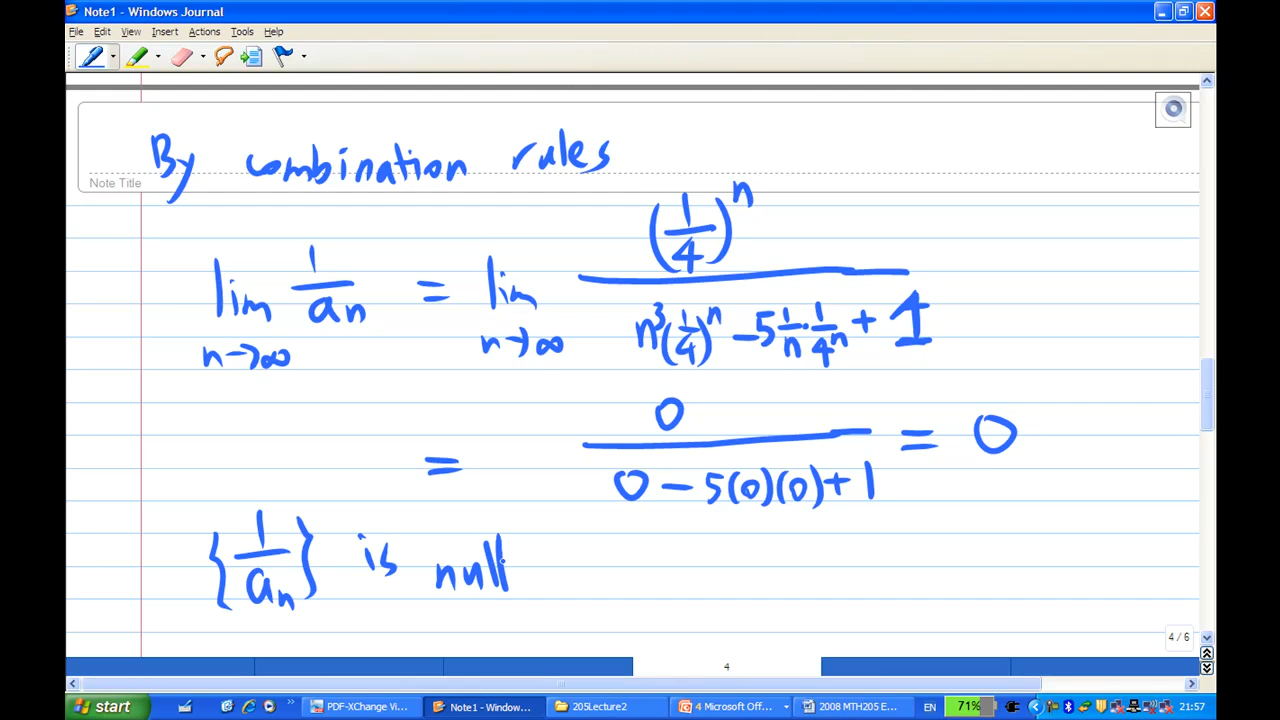 Note1 - Windows Journal
File Edit View Insert Actions Tools Help
By combination rules
Note Title
lim n→∞ 1/an = lim n→∞ (1/4)^n / (n^3(1/4)^n - 5 1/n · 1/4^n + 1)
= 0 / (0 - 5(0)(0) + 1) = 0
{1/an} is null
4 / 6
4
start PDF-XChange Vi... Note1 - Window... 205Lecture2 4 Microsoft Off... 2008 MTH205 E... EN 71% 21:57